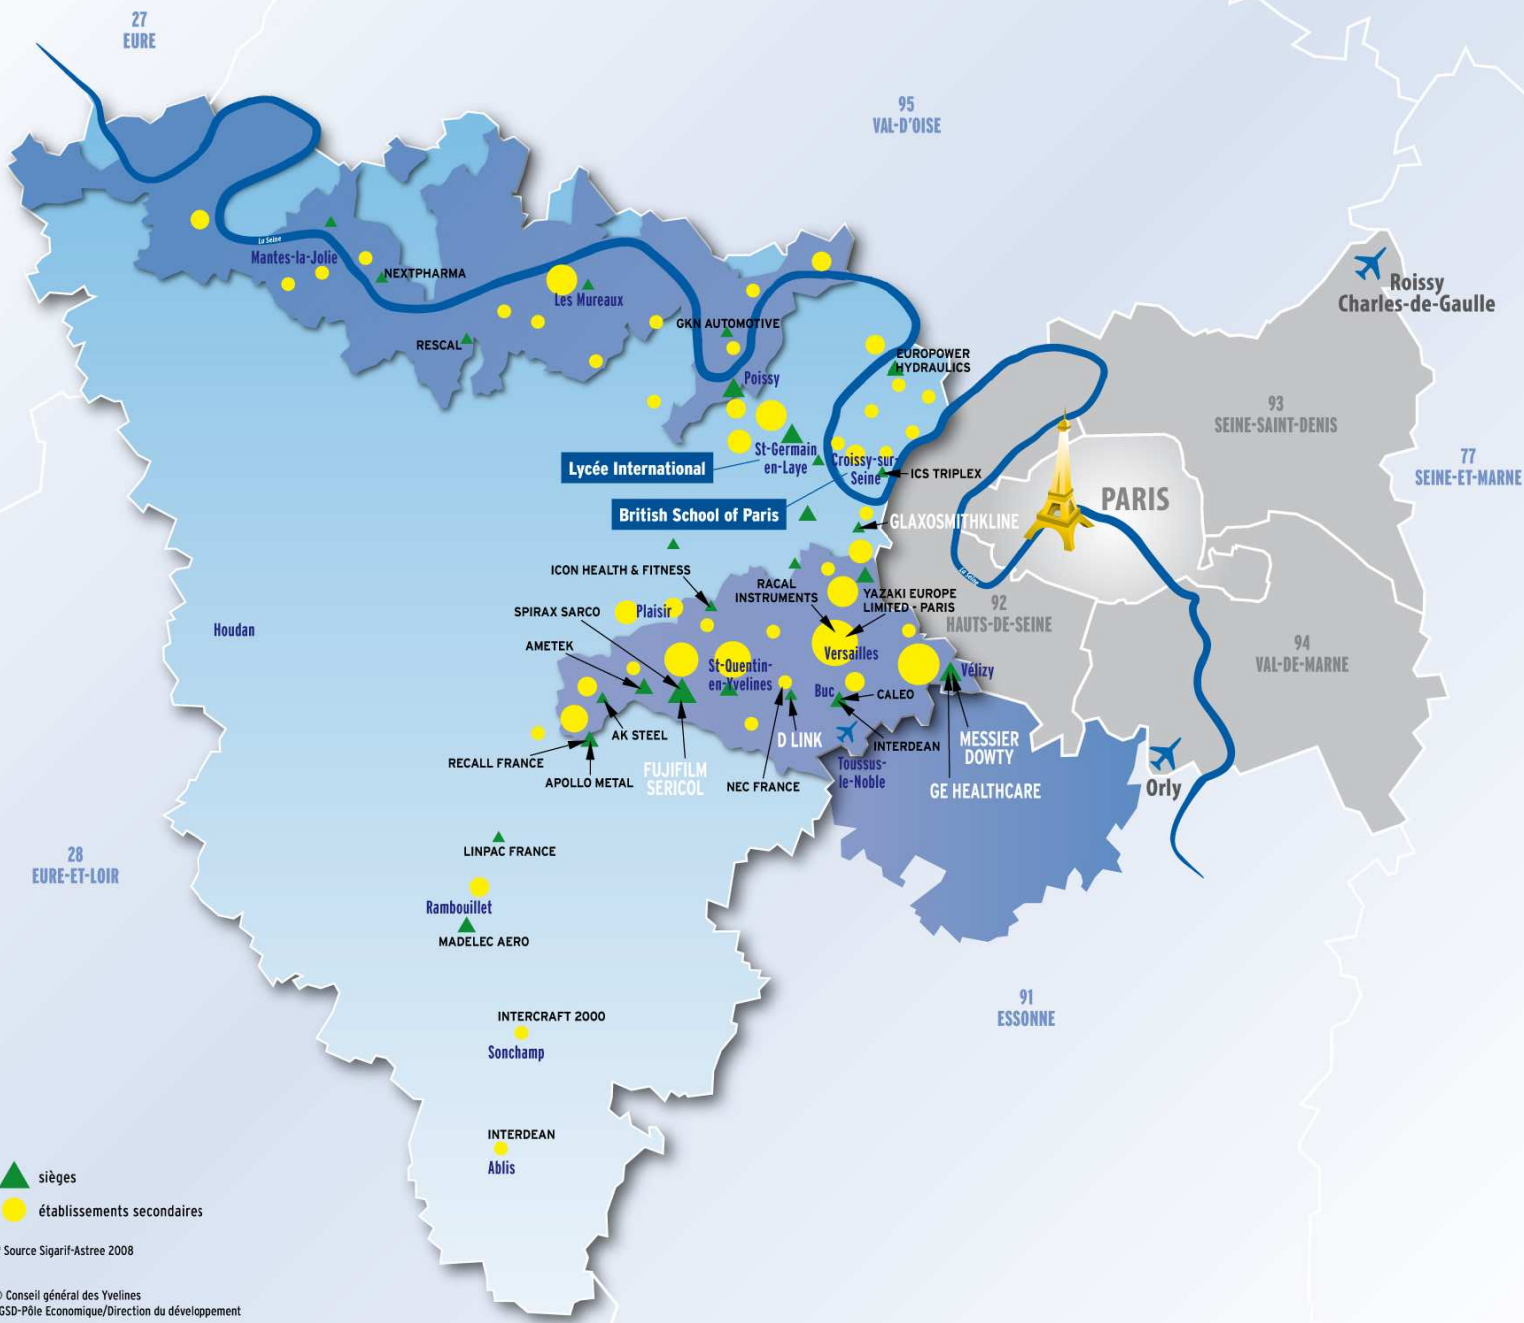 27
EURE
95
VAL-D'OISE
La Seine
Mantes-la-Jolie
NEXTPHARMA
Les Mureaux
Roissy
Charles-de-Gaulle
GKN AUTOMOTIVE
RESCAL
EUROPOWER
HYDRAULICS
Poissy
93
SEINE-SAINT-DENIS
St-Germain
en-Laye
Lycée International
Croissy-sur-
Seine
ICS TRIPLEX
77
SEINE-ET-MARNE
PARIS
British School of Paris
GLAXOSMITHKLINE
ICON HEALTH & FITNESS
RACAL
INSTRUMENTS
YAZAKI EUROPE
LIMITED - PARIS
La Seine
92
HAUTS-DE-SEINE
SPIRAX SARCO
Plaisir
Houdan
AMETEK
Versailles
94
VAL-DE-MARNE
St-Quentin-
en-Yvelines
Vélizy
Buc
CALEO
AK STEEL
D LINK
INTERDEAN
MESSIER
DOWTY
RECALL FRANCE
APOLLO METAL
FUJIFILM
SERICOL
NEC FRANCE
Toussus-
le-Noble
GE HEALTHCARE
Orly
28
EURE-ET-LOIR
LINPAC FRANCE
Rambouillet
MADELEC AERO
91
ESSONNE
INTERCRAFT 2000
Sonchamp
INTERDEAN
Ablis
sièges
établissements secondaires
Source Sigarif-Astree 2008
Conseil général des Yvelines
GSD-Pôle Economique/Direction du développement